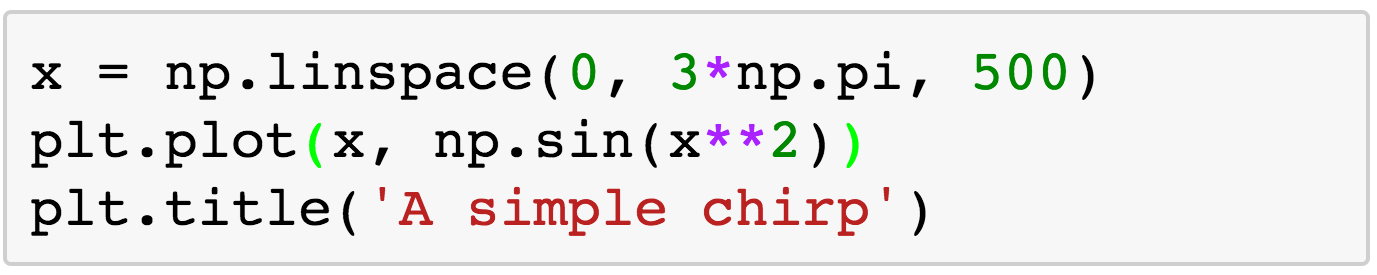 x = np.linspace(0, 3*np.pi, 500)
plt.plot(x, np.sin(x**2))
plt.title('A simple chirp')